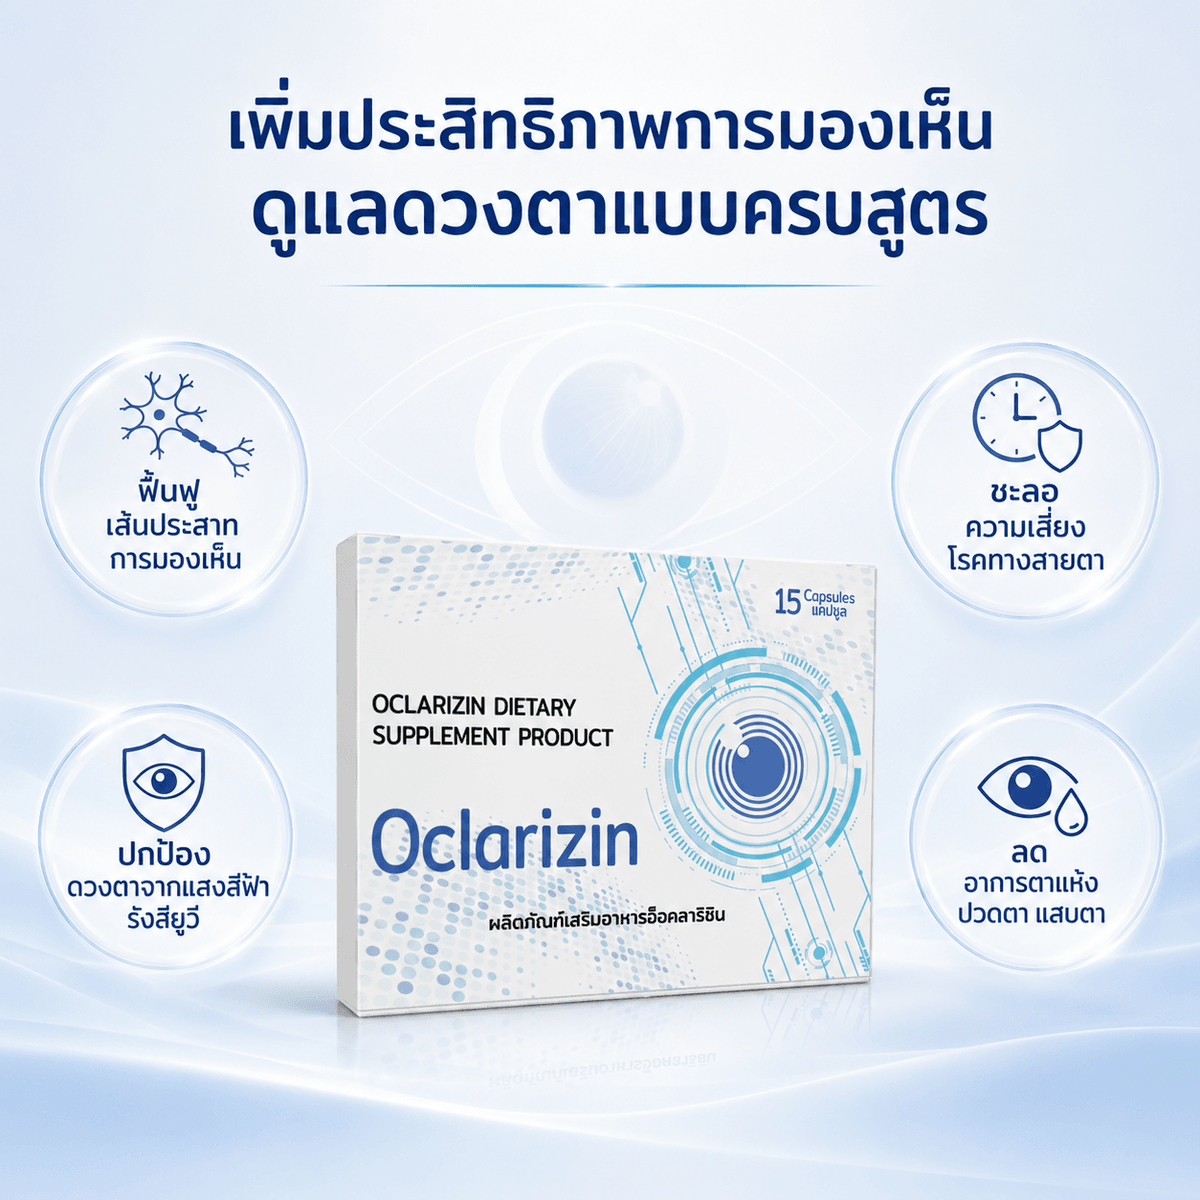 เพิ่มประสิทธิภาพการมองเห็น
ดูแลดวงตาแบบครบสูตร
ฟื้นฟู
เส้นประสาท
การมองเห็น
ชะลอ
ความเสี่ยง
โรคทางสายตา
15 Capsules
แคปซูล
OCLARIZIN DIETARY
SUPPLEMENT PRODUCT
Oclarizin
ผลิตภัณฑ์เสริมอาหารอ็อคลาริซิน
ปกป้อง
ดวงตาจากแสงสีฟ้า
รังสียูวี
ลด
อาการตาแห้ง
ปวดตา แสบตา